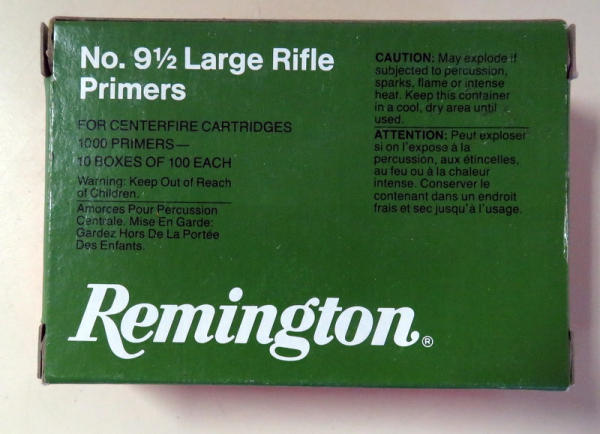 No. 9½ Large Rifle
Primers
FOR CENTERFIRE CARTRIDGES
1000 PRIMERS—
10 BOXES OF 100 EACH
Warning: Keep Out of Reach
of Children.
Amorces Pour Percussion
Centrale. Mise En Garde:
Gardez Hors De La Portée
Des Enfants.
CAUTION: May explode if
subjected to percussion,
sparks, flame or intense
heat. Keep this container
in a cool, dry area until
used.
ATTENTION: Peut exploser
si on l'expose à la
percussion, aux étincelles,
au feu ou à la chaleur
intense. Conserver le
contenant dans un endroit
frais et sec jusqu'à l'usage.
Remington®